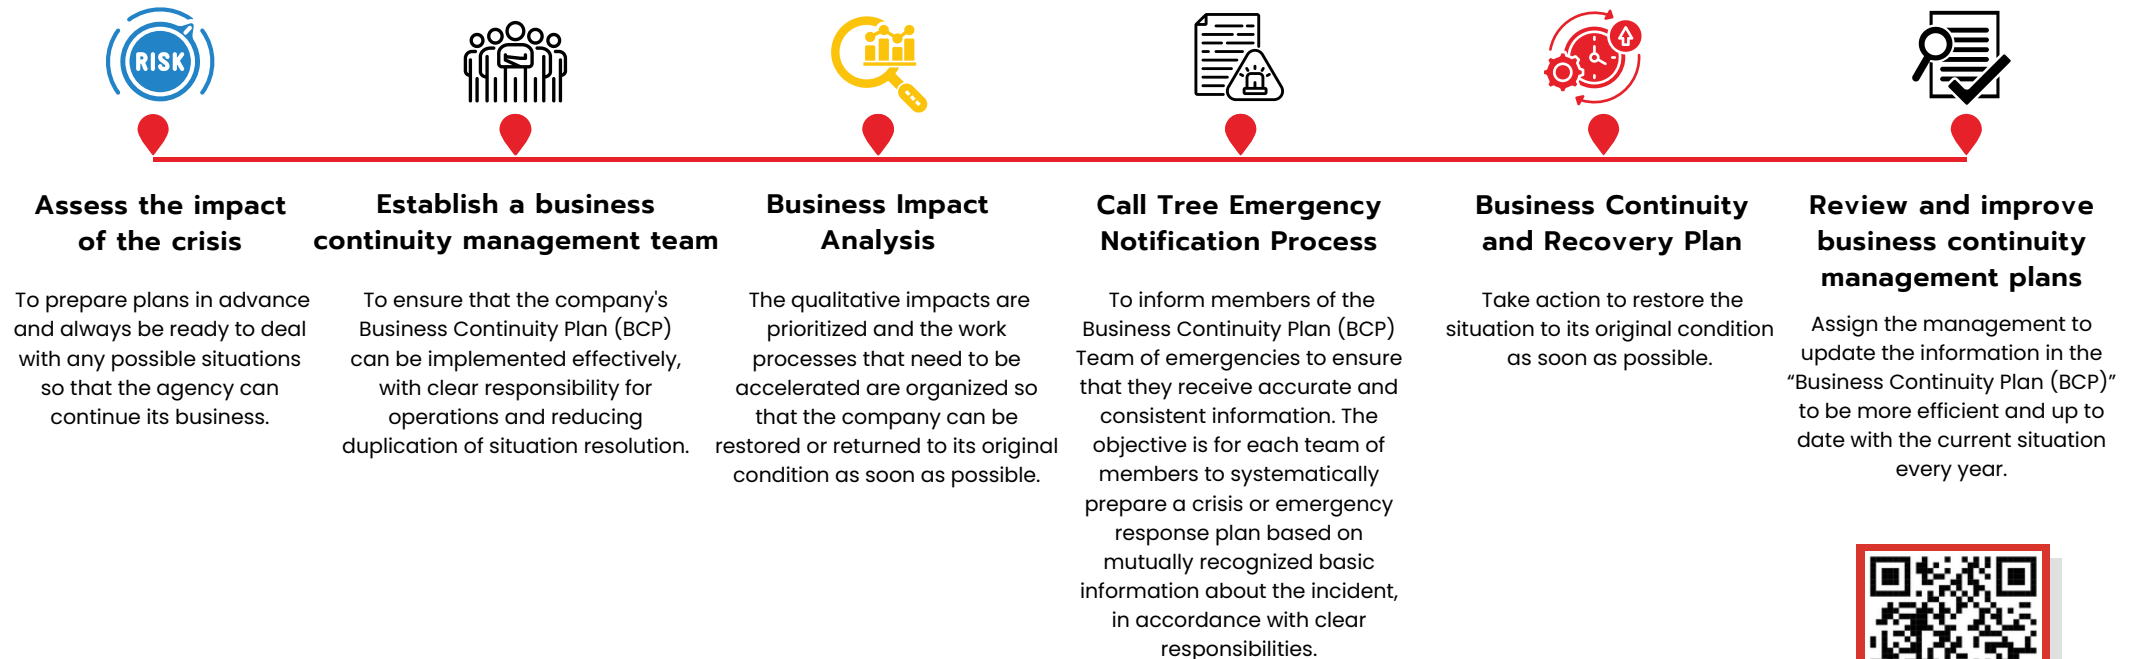 RISK
Assess the impact
of the crisis
To prepare plans in advance
and always be ready to deal
with any possible situations
so that the agency can
continue its business.
Establish a business
continuity management team
To ensure that the company's
Business Continuity Plan (BCP)
can be implemented effectively,
with clear responsibility for
operations and reducing
duplication of situation resolution.
Business Impact
Analysis
The qualitative impacts are
prioritized and the work
processes that need to be
accelerated are organized so
that the company can be
restored or returned to its original
condition as soon as possible.
Call Tree Emergency
Notification Process
To inform members of the
Business Continuity Plan (BCP)
Team of emergencies to ensure
that they receive accurate and
consistent information. The
objective is for each team of
members to systematically
prepare a crisis or emergency
response plan based on
mutually recognized basic
information about the incident,
in accordance with clear
responsibilities.
Business Continuity
and Recovery Plan
Take action to restore the
situation to its original condition
as soon as possible.
Review and improve
business continuity
management plans
Assign the management to
update the information in the
“Business Continuity Plan (BCP)”
to be more efficient and up to
date with the current situation
every year.